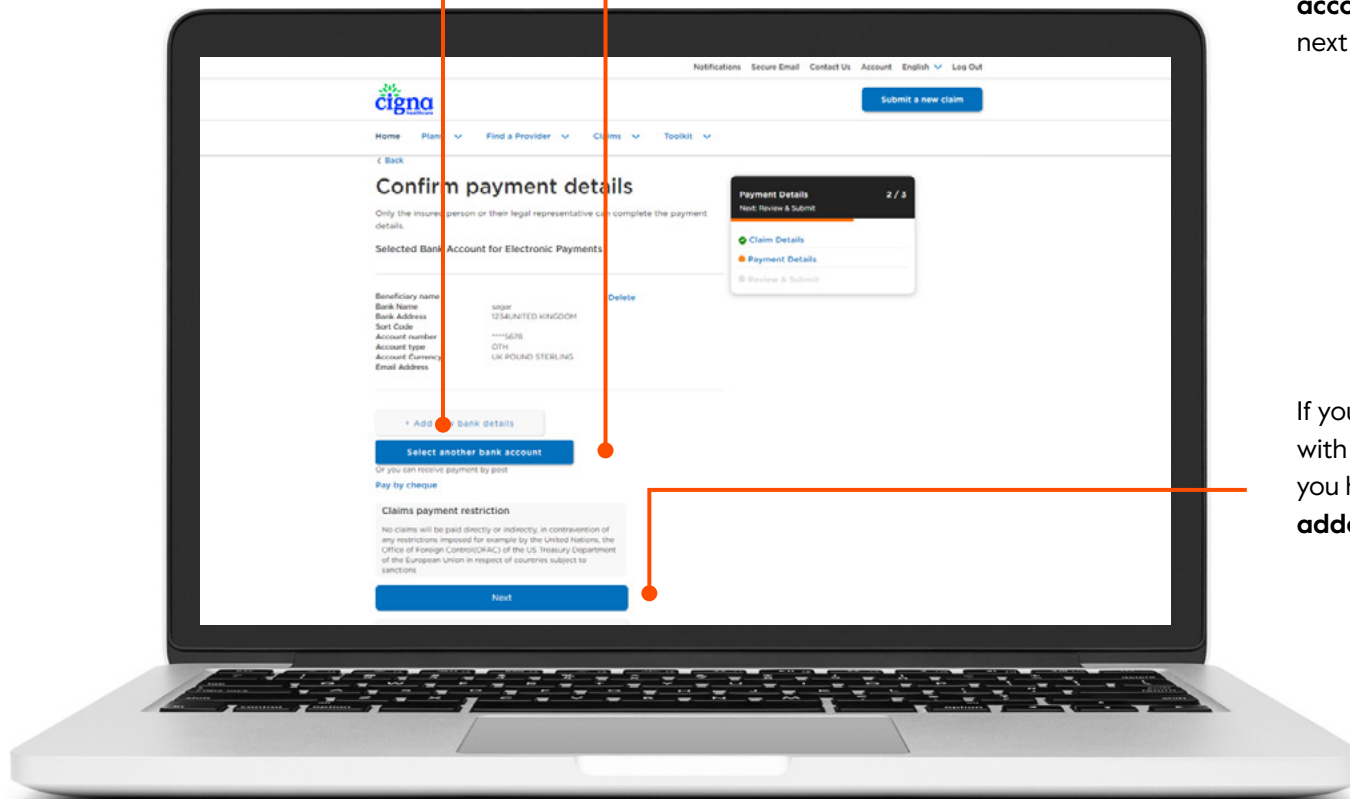 acco
next
Notifications Secure Email Contact Us Account English Log Out
cigna
healthcare
Submit a new claim
Home Plans Find a Provider Claims Toolkit
< Back
Confirm payment details
Only the insured person or their legal representative can complete the payment
details.
Selected Bank Account for Electronic Payments
Payment Details 2 / 3
Next: Review & Submit
Claim Details
Payment Details
Review & Submit
Beneficiary name Delete
Bank Name sagar
Bank Address 1234UNITED KINGDOM
Sort Code
Account number ****5678
Account type OTH
Account Currency UK POUND STERLING
Email Address
+ Add bank details
Select another bank account
Or you can receive payment by post
Pay by cheque
Claims payment restriction
No claims will be paid directly or indirectly, in contravention of
any restrictions imposed for example by the United Nations, the
Office of Foreign Control(OFAC) of the US Treasury Department
of the European Union in respect of countries subject to
sanctions
Next
If you
with
you h
adde